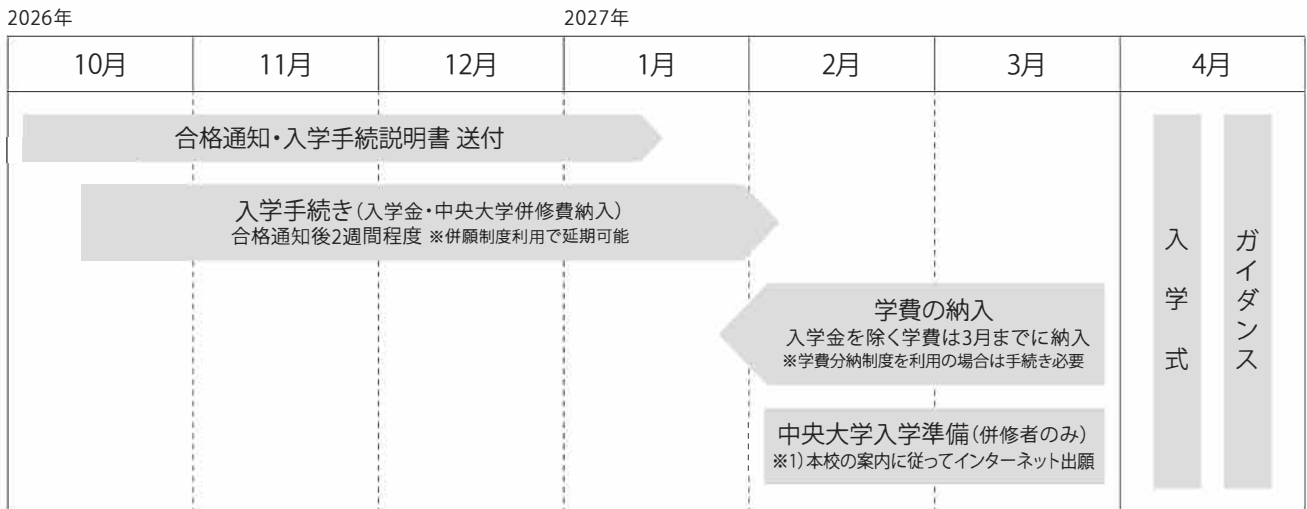 2026年
2027年
10月
11月
12月
1月
2月
3月
4月
合格通知・入学手続説明書 送付
入学手続き（入学金・中央大学併修費納入）
合格通知後2週間程度 ※併願制度利用で延期可能
学費の納入
入学金を除く学費は3月までに納入
※学費分納制度を利用の場合は手続き必要
中央大学入学準備（併修者のみ）
※1）本校の案内に従ってインターネット出願
入学式
ガイダンス